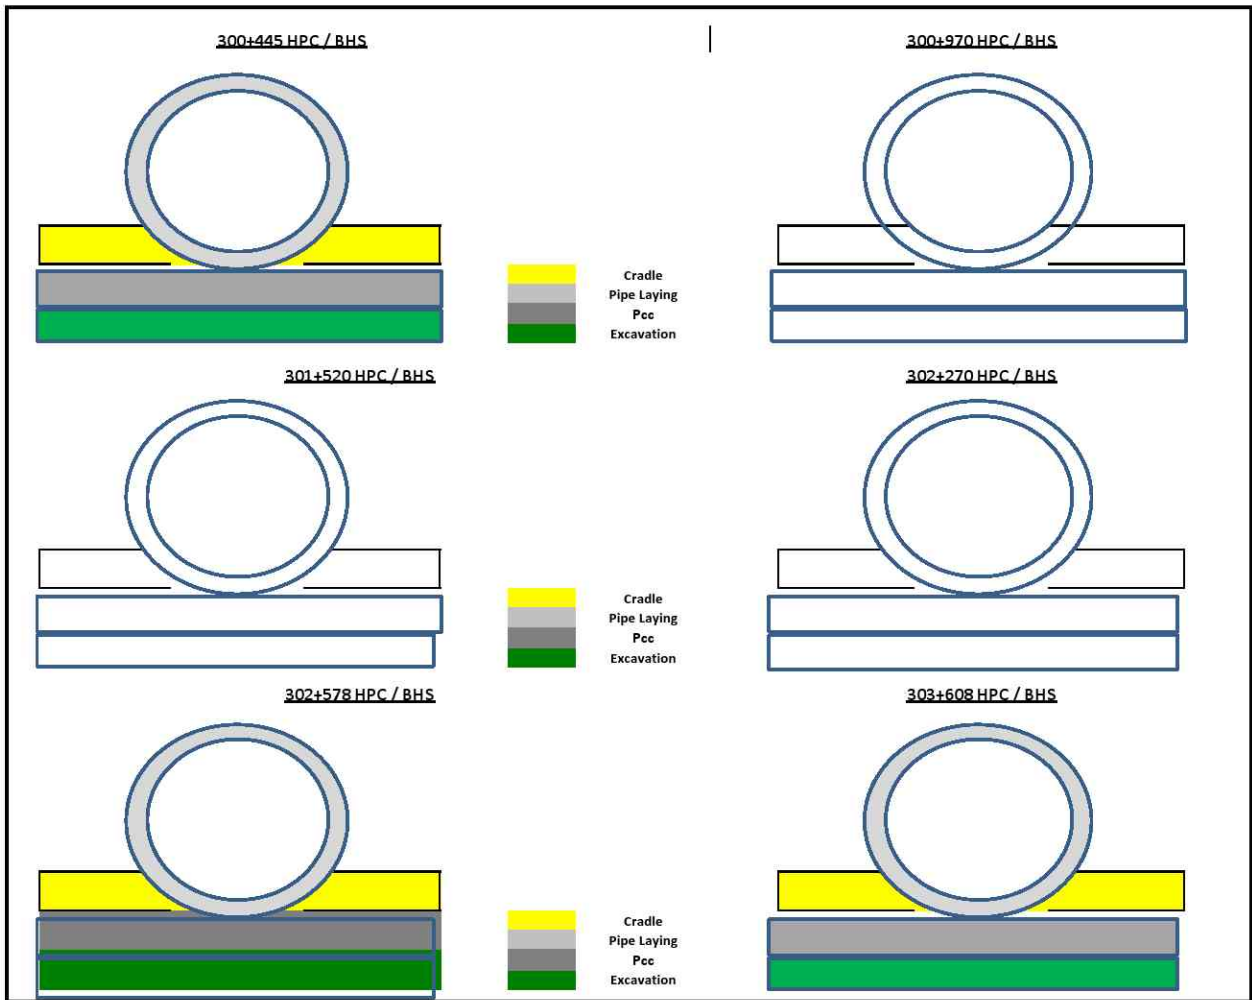 300+445 HPC / BHS
300+970 HPC / BHS
Cradle
Pipe Laying
Pcc
Excavation
301+520 HPC / BHS
302+270 HPC / BHS
Cradle
Pipe Laying
Pcc
Excavation
302+578 HPC / BHS
303+608 HPC / BHS
Cradle
Pipe Laying
Pcc
Excavation